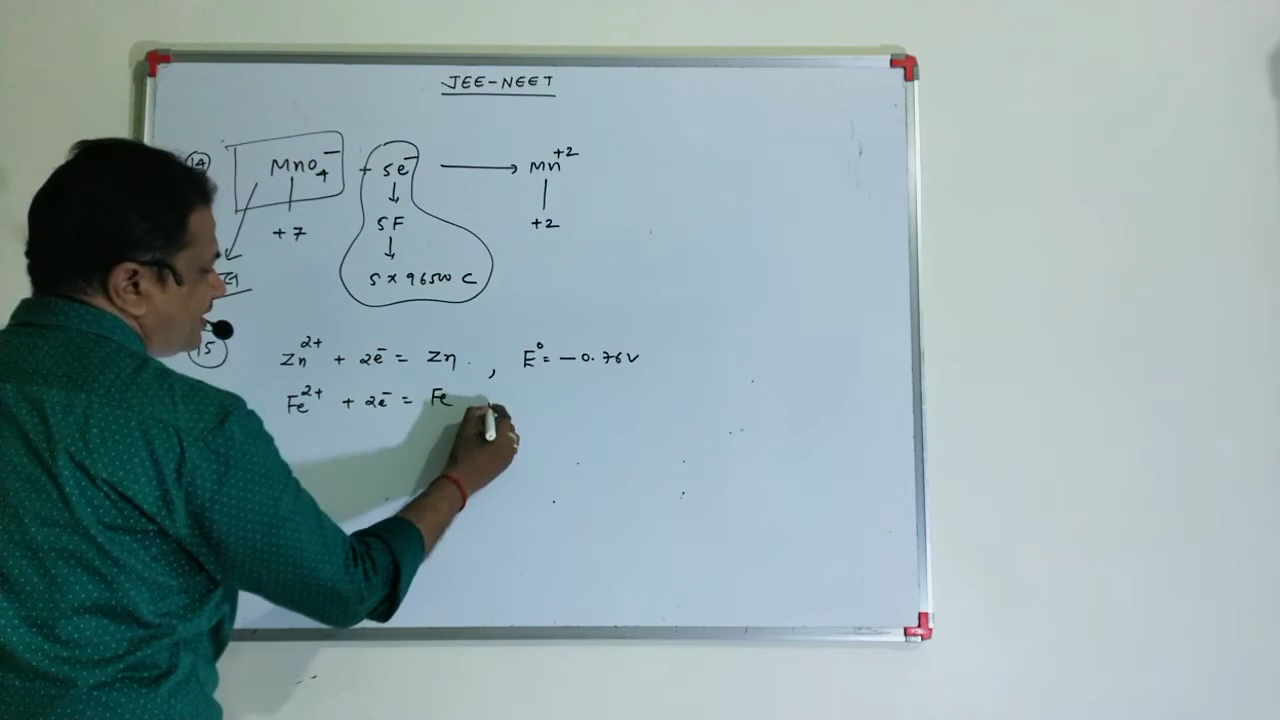 JEE-NEET
14 MnO₄⁻ + 5e⁻ ⟶ Mn⁺²
+7 5F +2
↓
5 × 96500 C
15
Zn²⁺ + 2e⁻ = Zn , E⁰ = -0.76V
Fe²⁺ + 2e⁻ = Fe